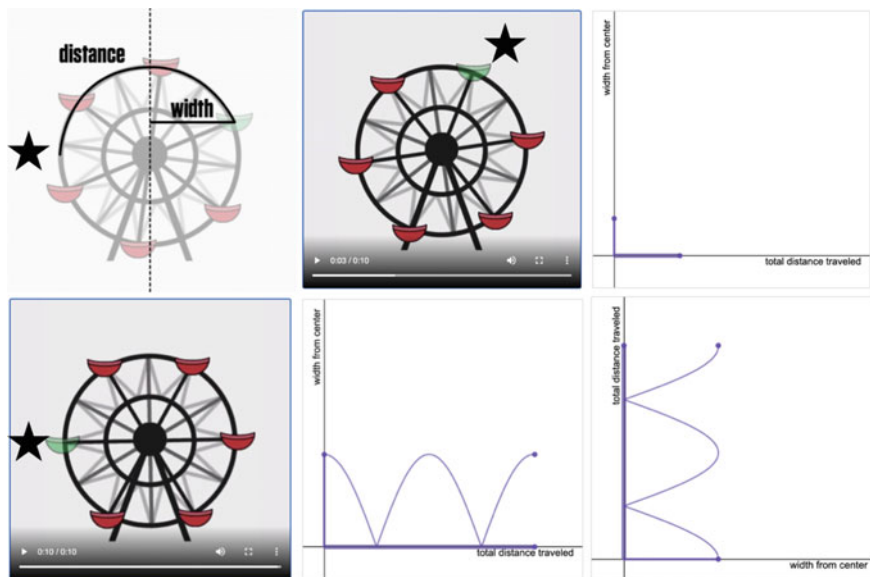 distance
width
0:03 / 0:10
width from center
total distance traveled
0:10 / 0:10
width from center
total distance traveled
total distance traveled
width from center